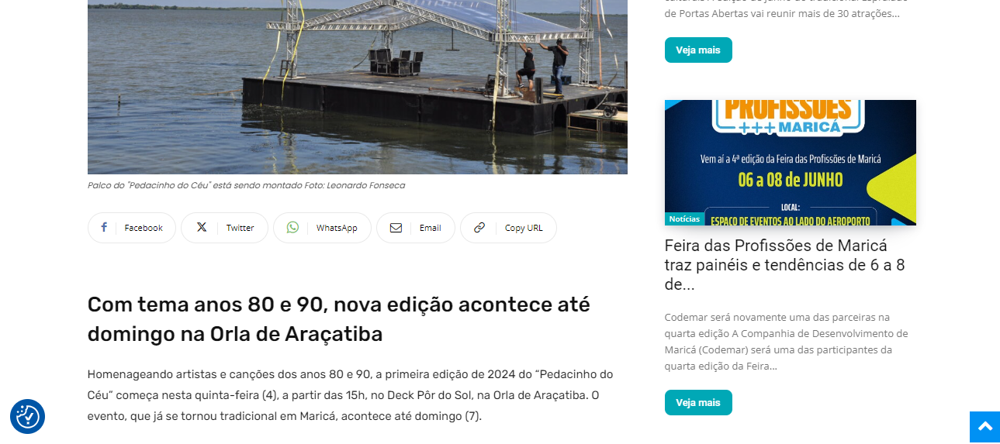 Palco do "Pedacinho do Céu" está sendo montado Foto: Leonardo Fonseca
Facebook
Twitter
WhatsApp
Email
Copy URL
Com tema anos 80 e 90, nova edição acontece até
domingo na Orla de Araçatiba
Homenageando artistas e canções dos anos 80 e 90, a primeira edição de 2024 do “Pedacinho do
Céu” começa nesta quinta-feira (4), a partir das 15h, no Deck Pôr do Sol, na Orla de Araçatiba. O
evento, que já se tornou tradicional em Maricá, acontece até domingo (7).
de Portas Abertas vai reunir mais de 30 atrações...
Veja mais
PROFISSÕES
+++ MARICÁ
Vem aí a 4ª edição da Feira das Profissões de Maricá
06 a 08 de JUNHO
LOCAL:
ESPAÇO DE EVENTOS AO LADO DO AEROPORTO
Notícias
Feira das Profissões de Maricá
traz painéis e tendências de 6 a 8
de...
Codemar será novamente uma das parceiras na
quarta edição A Companhia de Desenvolvimento de
Maricá (Codemar) será uma das participantes da
quarta edição da Feira...
Veja mais